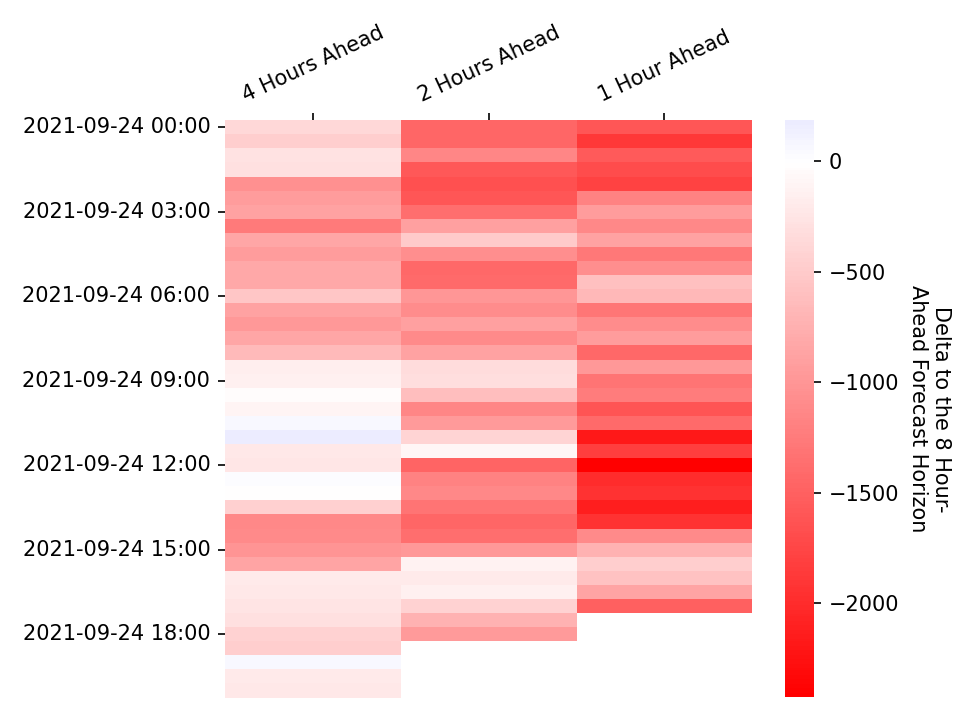 4 Hours Ahead
2 Hours Ahead
1 Hour Ahead
2021-09-24 00:00
2021-09-24 03:00
2021-09-24 06:00
2021-09-24 09:00
2021-09-24 12:00
2021-09-24 15:00
2021-09-24 18:00
0
−500
−1000
−1500
−2000
Delta to the 8 Hour-
Ahead Forecast Horizon